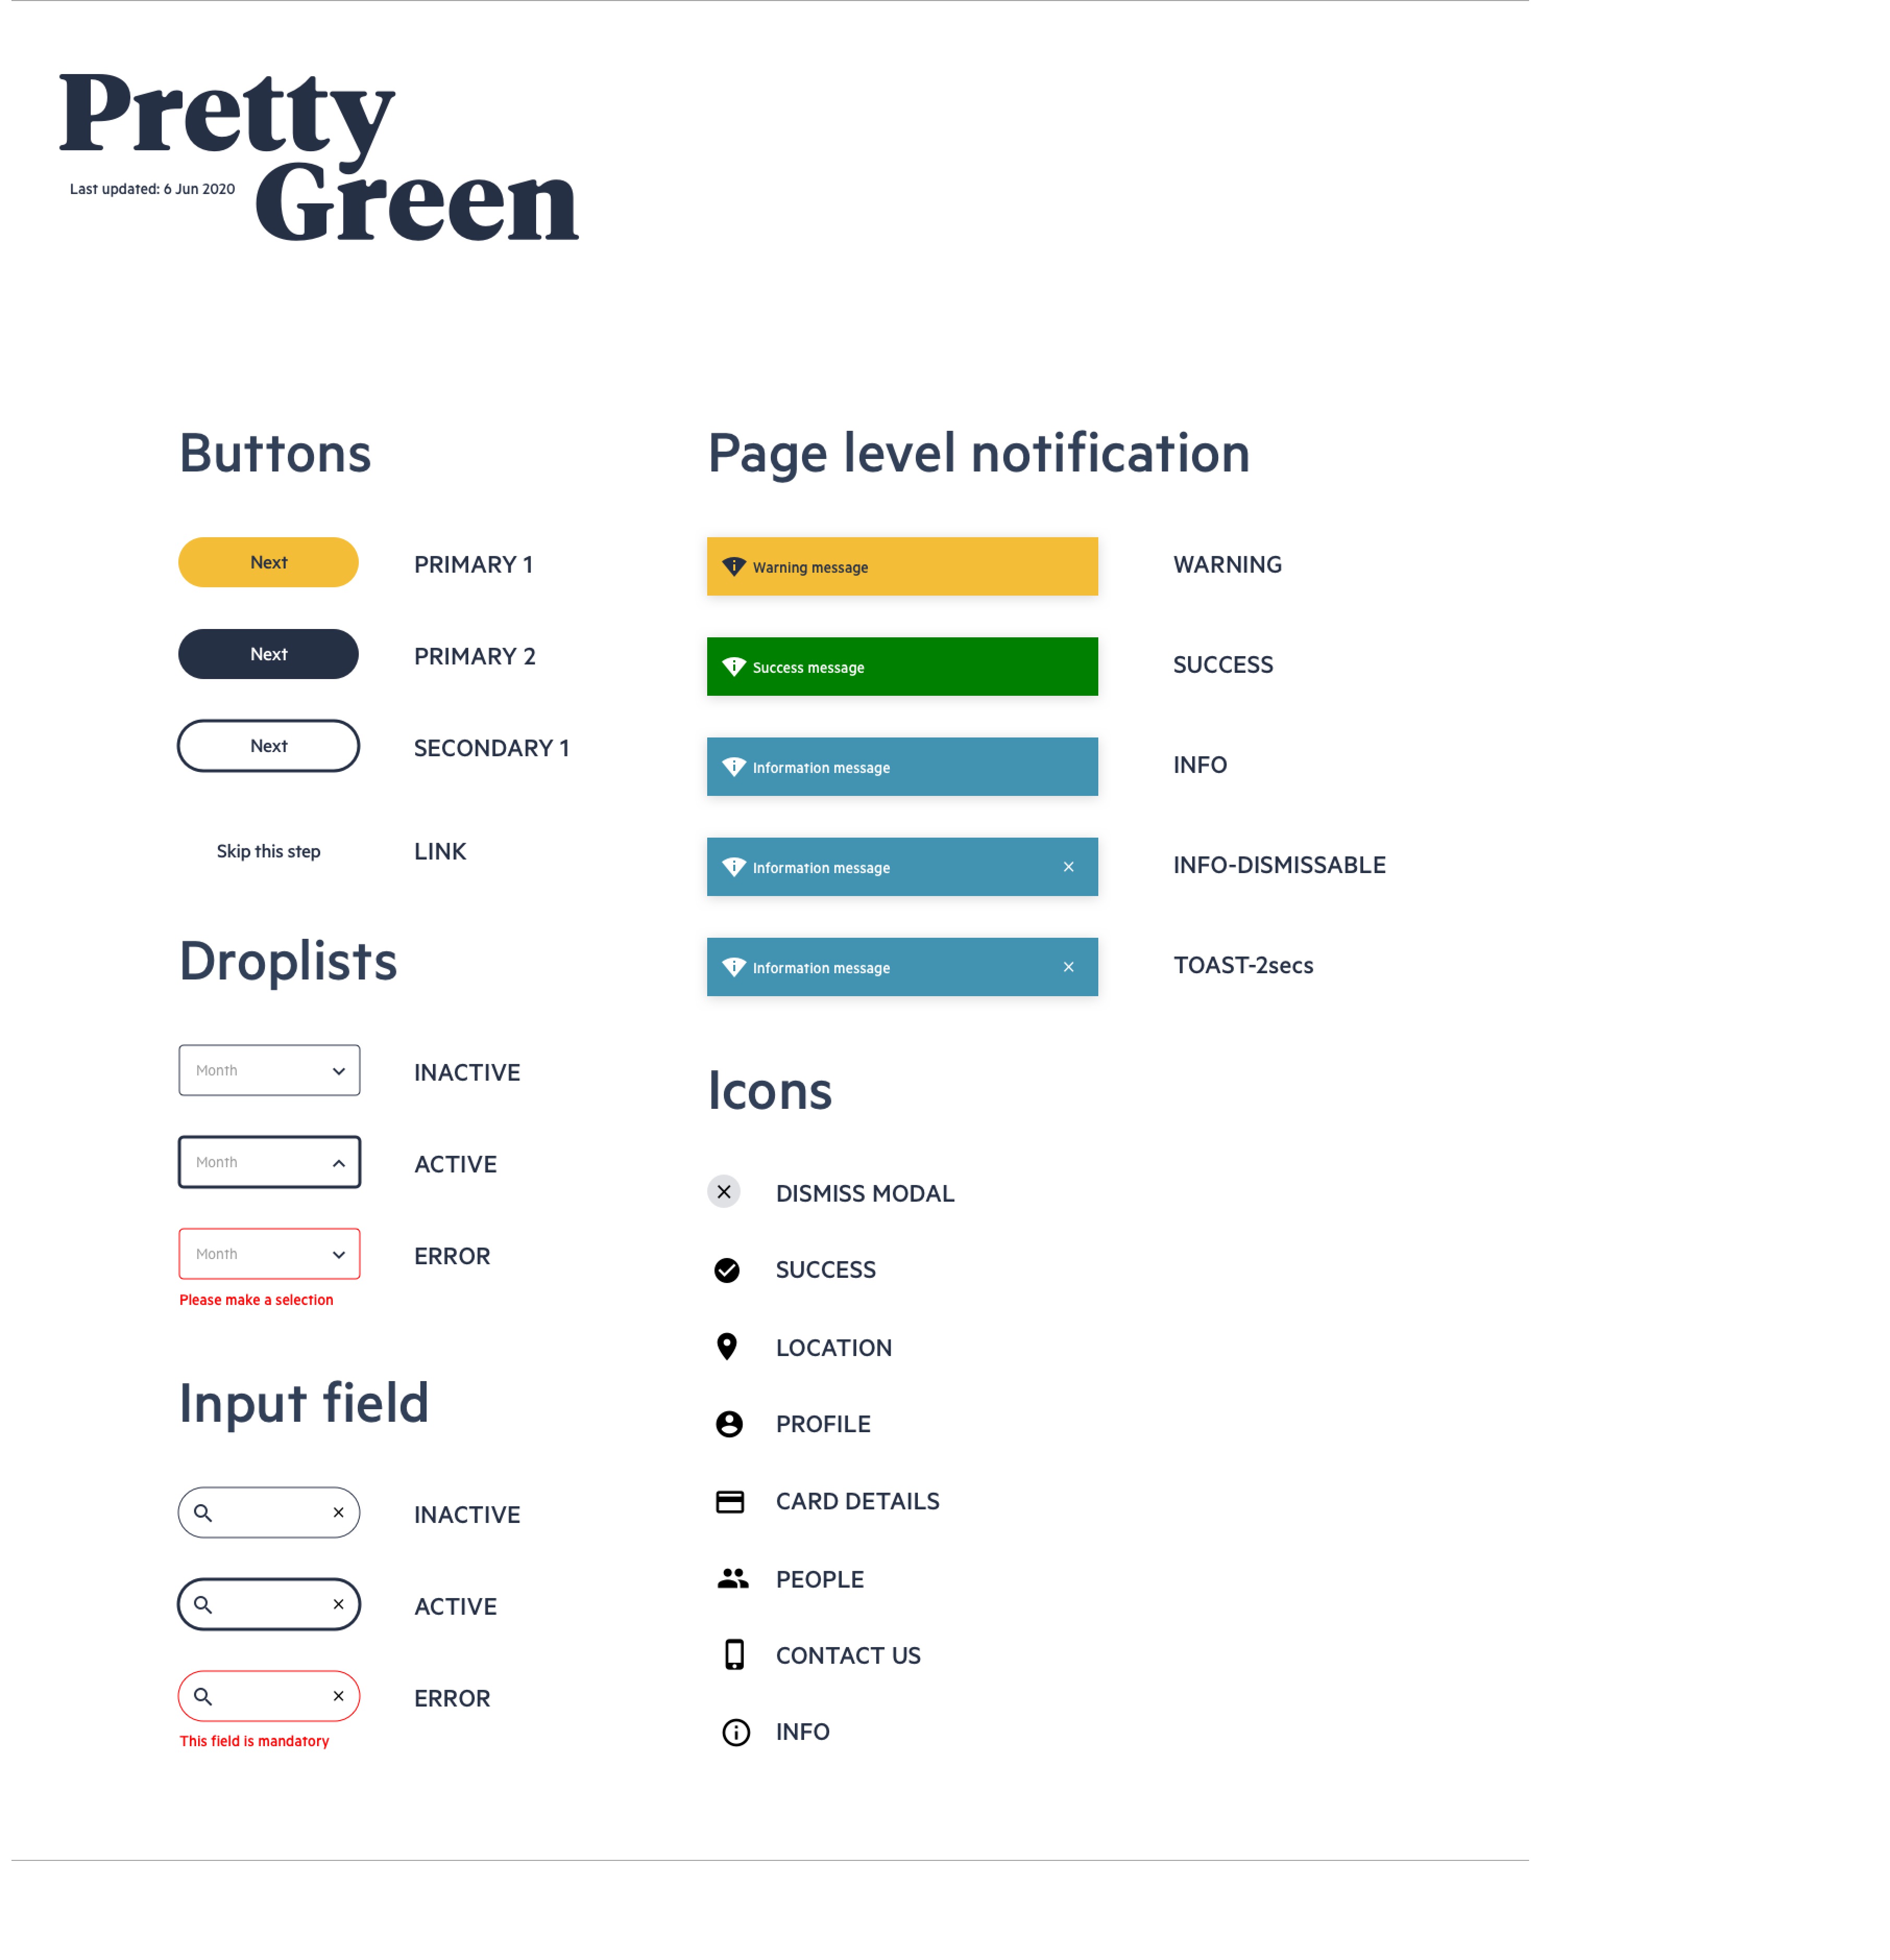 Pretty
Green
Last updated: 6 Jun 2020
Buttons
Next
PRIMARY 1
Next
PRIMARY 2
Next
SECONDARY 1
Skip this step
LINK
Droplists
Month
INACTIVE
Month
ACTIVE
Month
ERROR
Please make a selection
Input field
INACTIVE
ACTIVE
ERROR
This field is mandatory
Page level notification
Warning message
WARNING
Success message
SUCCESS
Information message
INFO
Information message
INFO-DISMISSABLE
Information message
TOAST-2secs
Icons
DISMISS MODAL
SUCCESS
LOCATION
PROFILE
CARD DETAILS
PEOPLE
CONTACT US
INFO